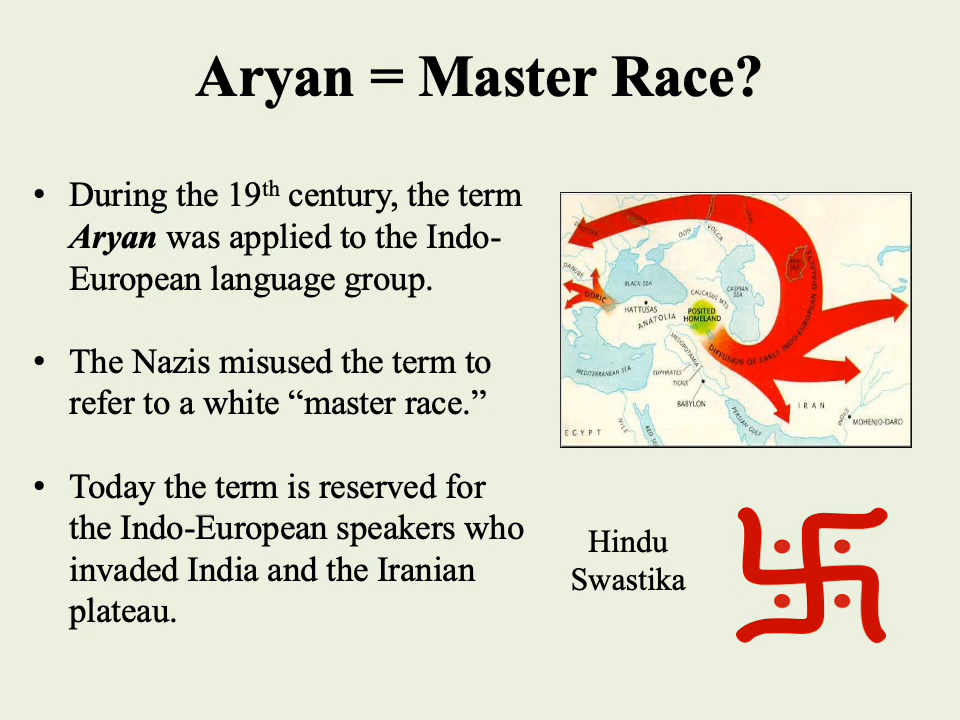 Aryan = Master Race?
• During the 19th century, the term
Aryan was applied to the Indo-
European language group.
• The Nazis misused the term to
refer to a white “master race.”
• Today the term is reserved for
the Indo-European speakers who
invaded India and the Iranian
plateau.
DON
VOLGA
URAL
DANUBE
DORIC
BLACK SEA
CAUCASUS MTS
CASPIAN
SEA
HATTUSAS
ANATOLIA
POSITED
HOMELAND
DIFFUSION OF EARLY INDO-EUROPEAN
MESOPOTAMIA
MEDITERRANEAN SEA
EUPHRATES
TIGRIS
BABYLON
IRAN
INDUS
MOHENJO-DARO
PERSIAN GULF
EGYPT
NILE
RED SEA
Hindu
Swastika